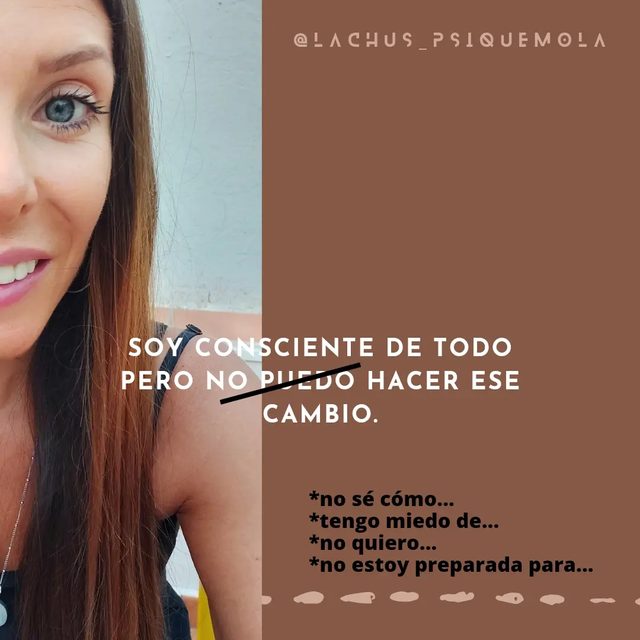 @LACHUS_PSIQUEMOLA
SOY CONSCIENTE DE TODO
PERO NO PUEDO HACER ESE
CAMBIO.
*no sé cómo...
*tengo miedo de...
*no quiero...
*no estoy preparada para...